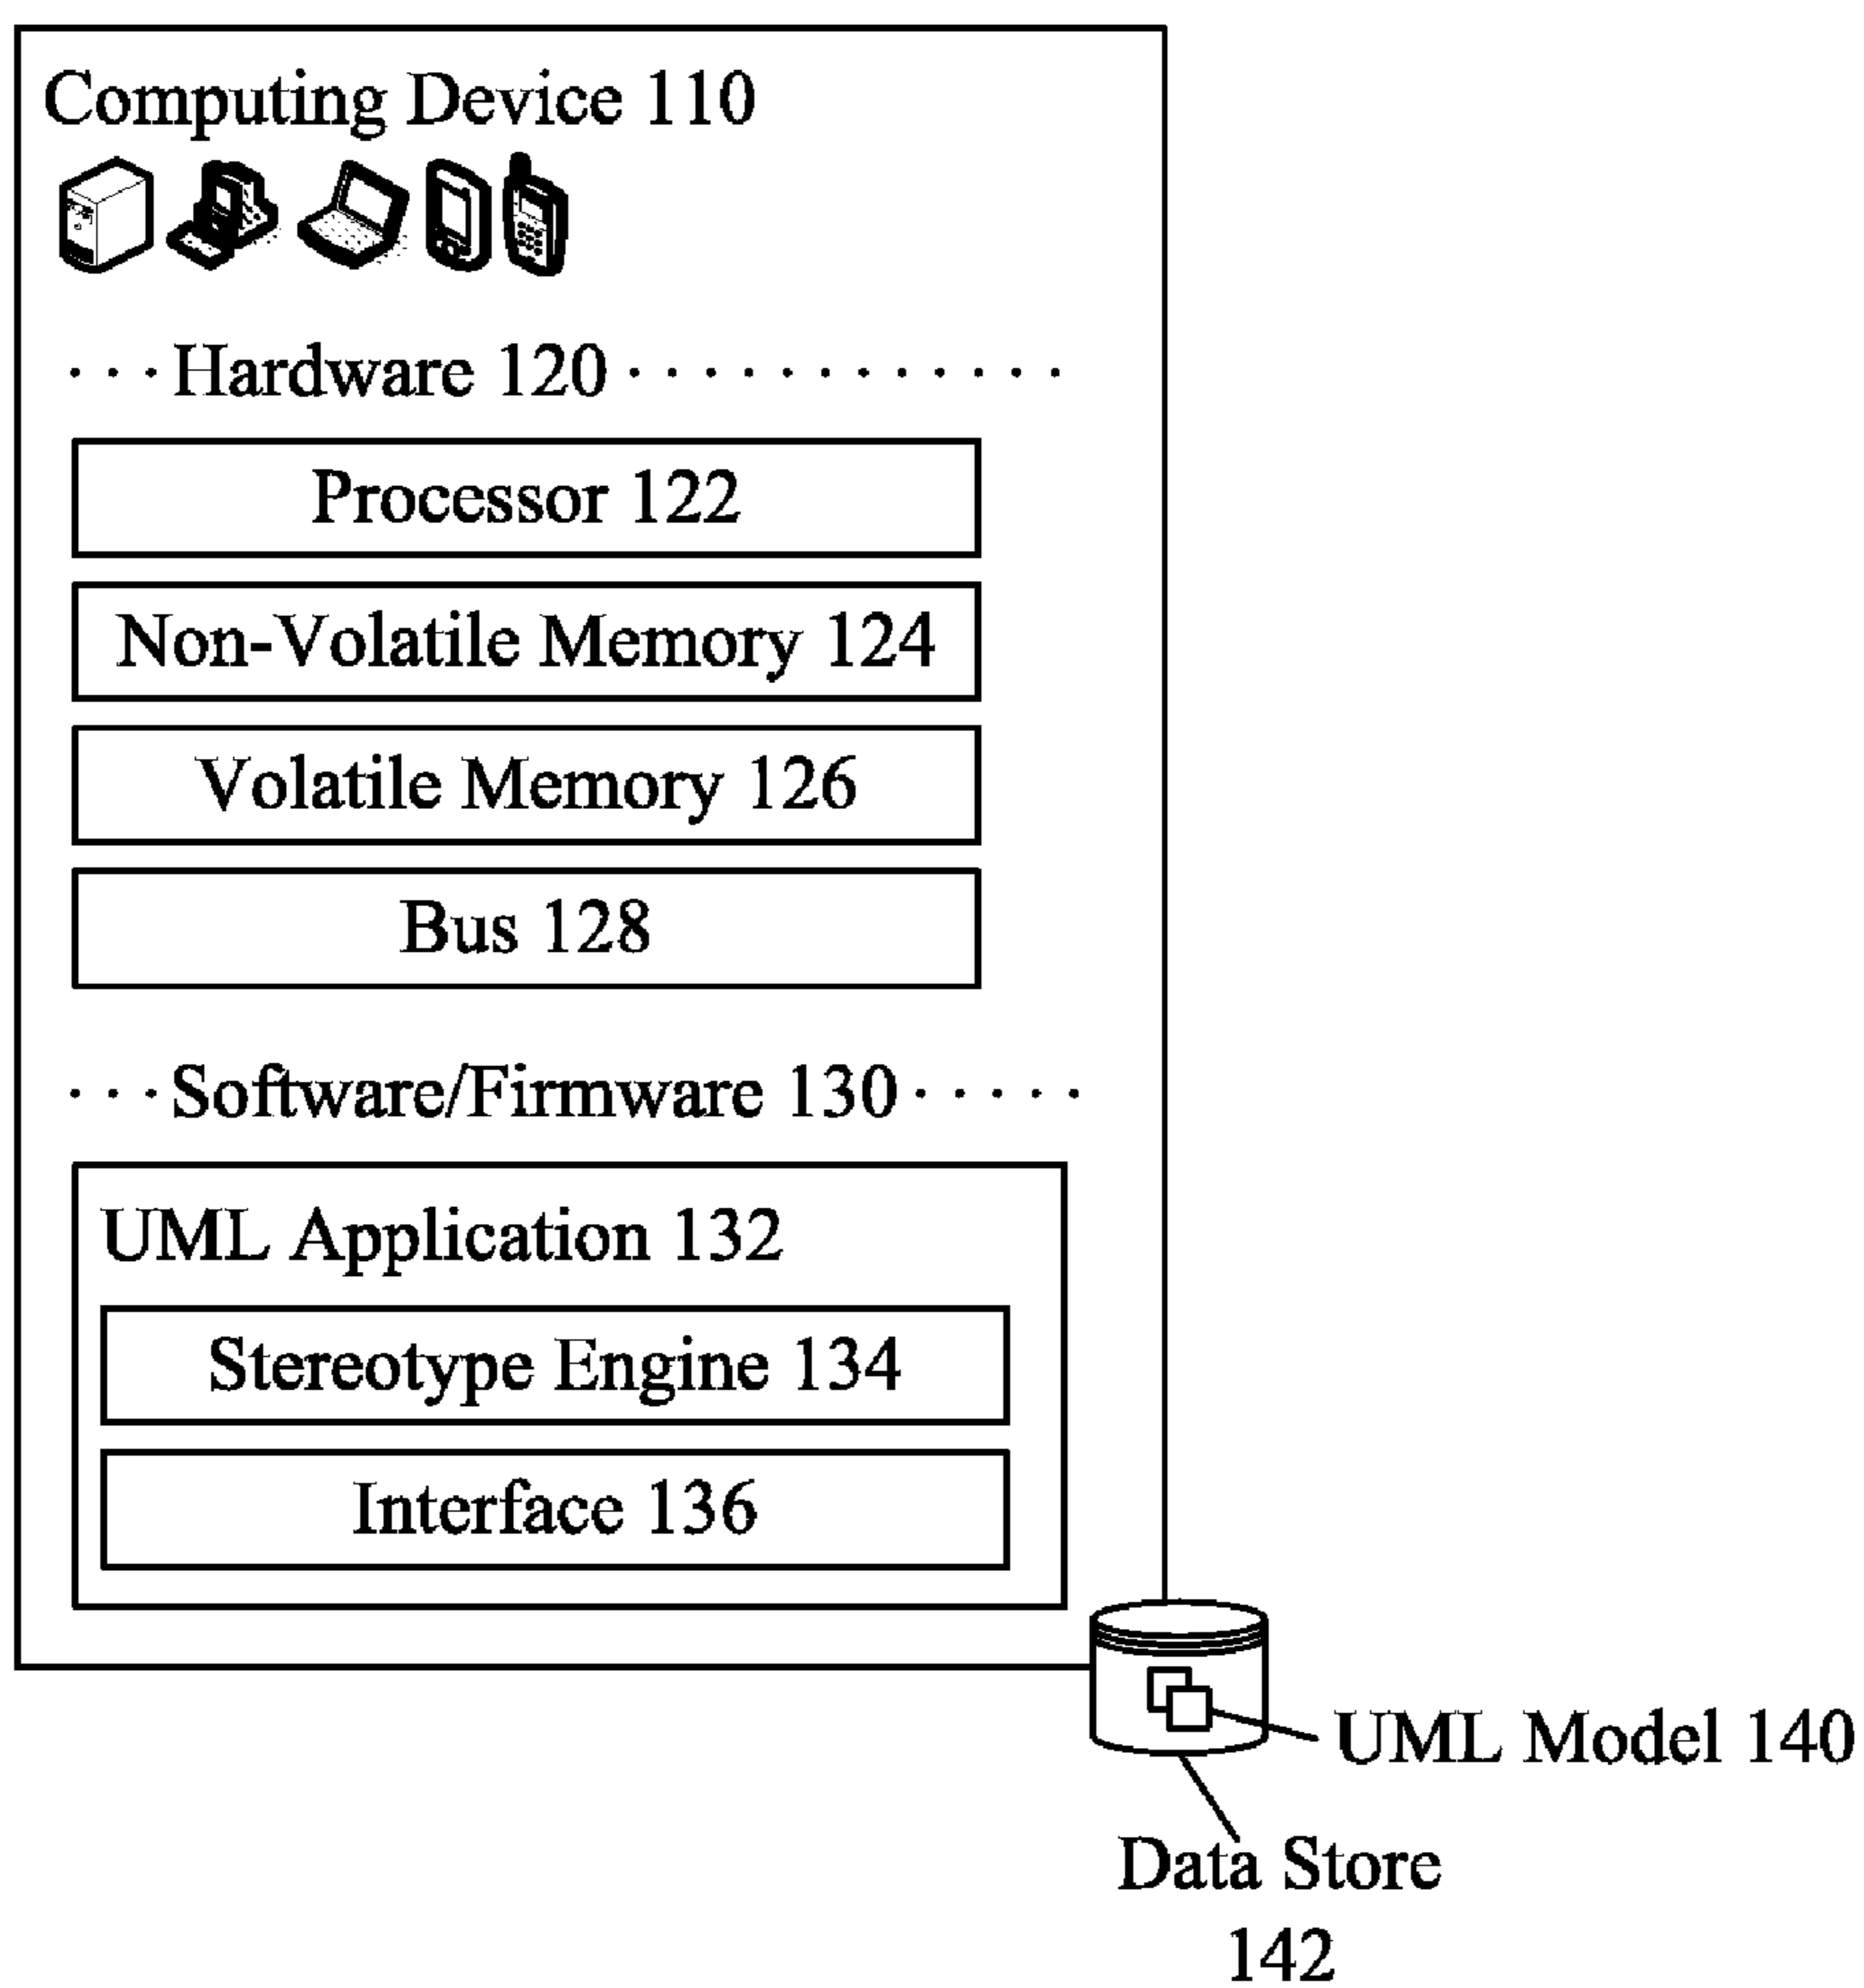 Computing Device 110
Hardware 120
Processor 122
Non-Volatile Memory 124
Volatile Memory 126
Bus 128
Software/Firmware 130
UML Application 132
Stereotype Engine 134
Interface 136
UML Model 140
Data Store
142